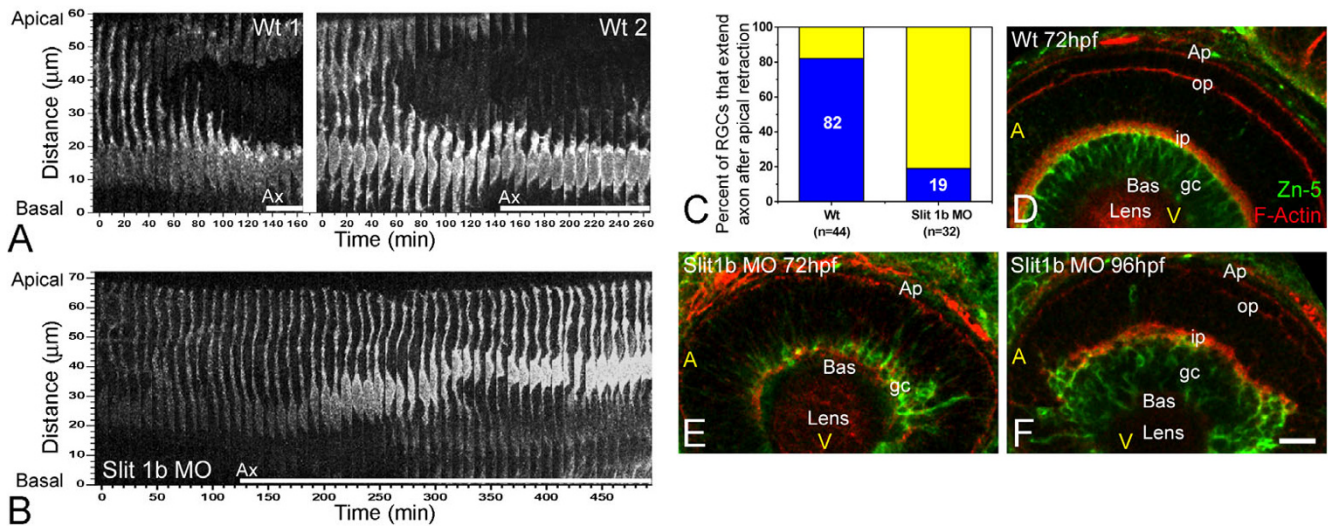 Apical
60
50
40
30
20
10
0
Basal
Distance (µm)
Wt 1
Ax
0 20 40 60 80 100 120 140 160
Time (min)
A
Wt 2
Ax
0 20 40 60 80 100 120 140 160 180 200 220 240 260
Time (min)
Apical
70
60
50
40
30
20
10
0
Basal
Distance (µm)
Slit 1b MO
Ax
0 50 100 150 200 250 300 350 400 450
Time (min)
B
Percent of RGCs that extend
axon after apical retraction
100
80
60
40
20
0
82
19
Wt
(n=44)
Slit 1b MO
(n=32)
C
Wt 72hpf
Ap
op
A
ip
Bas
gc
Lens
V
Zn-5
F-Actin
D
Slit1b MO 72hpf
Ap
A
Bas
gc
Lens
V
E
Slit1b MO 96hpf
Ap
op
A
ip
gc
Bas
V
Lens
F